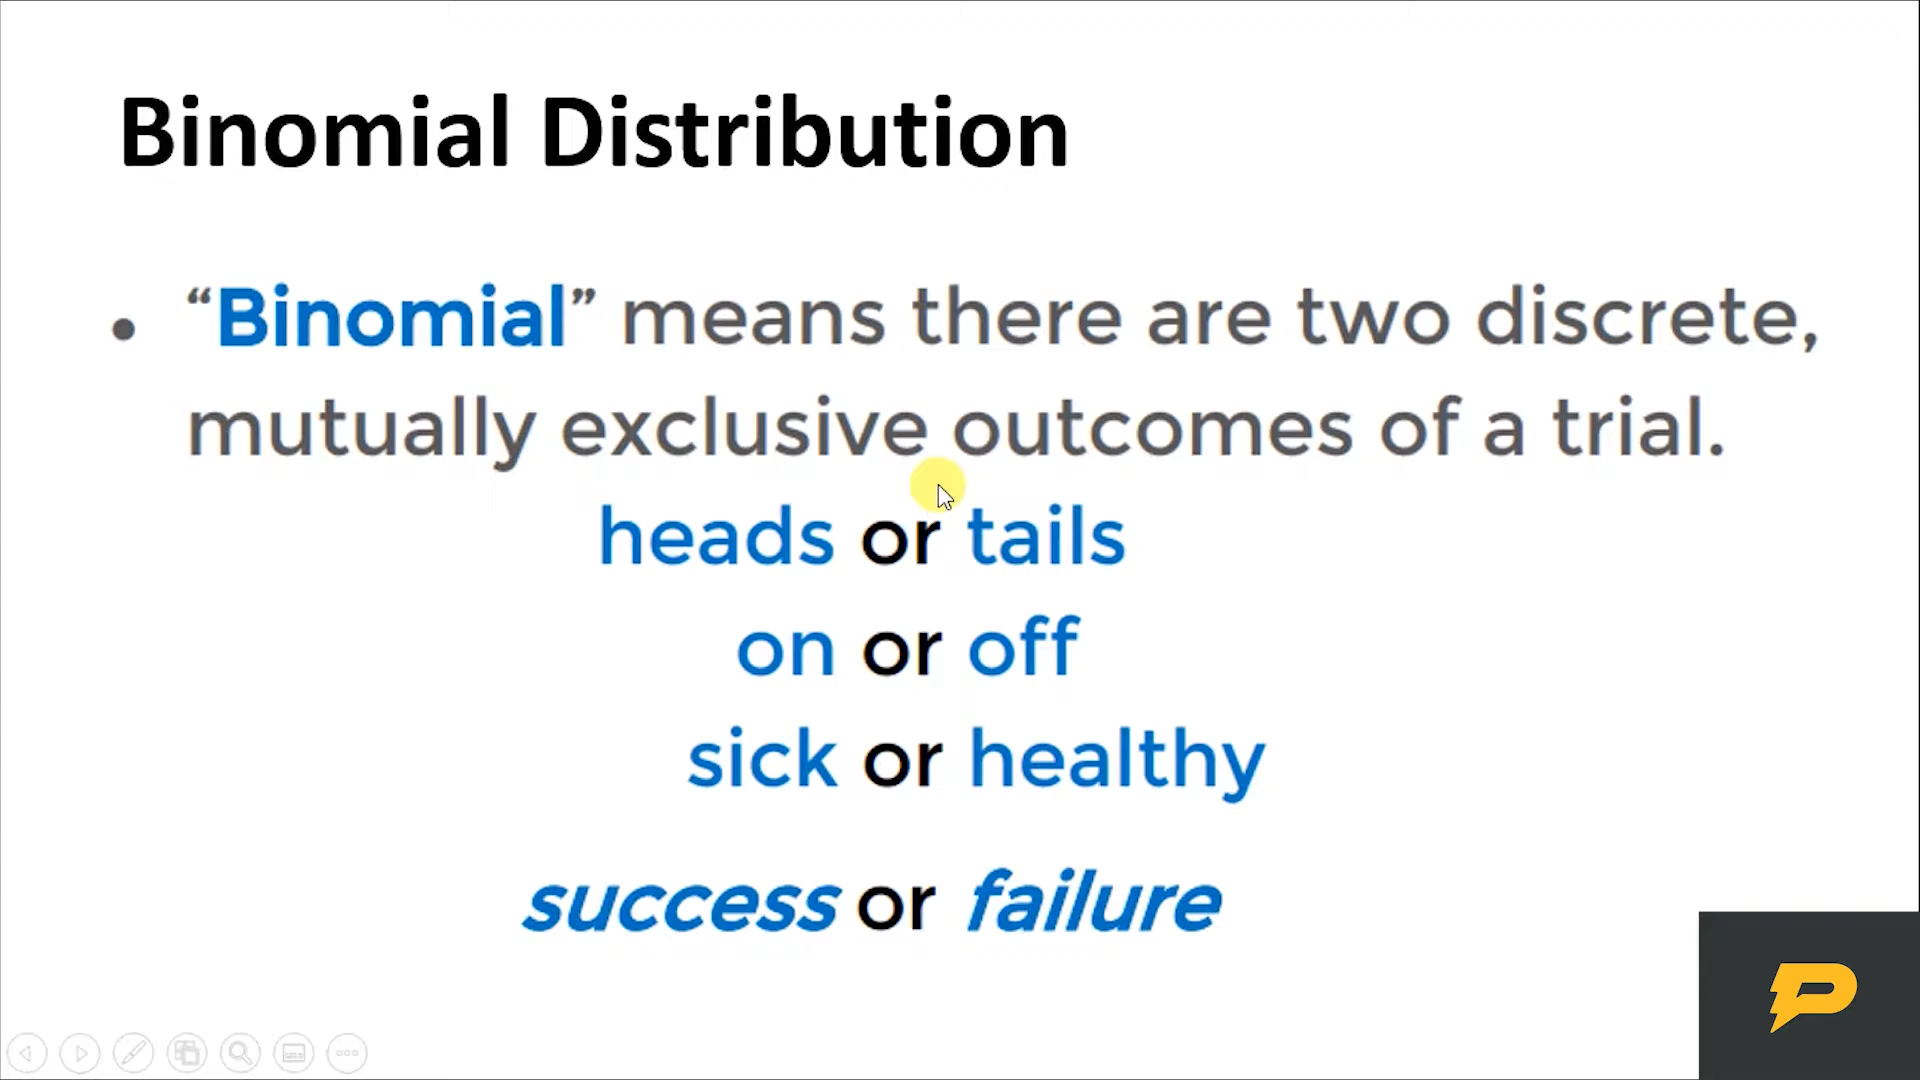 Binomial Distribution
• “Binomial” means there are two discrete,
mutually exclusive outcomes of a trial.
heads or tails
on or off
sick or healthy
success or failure